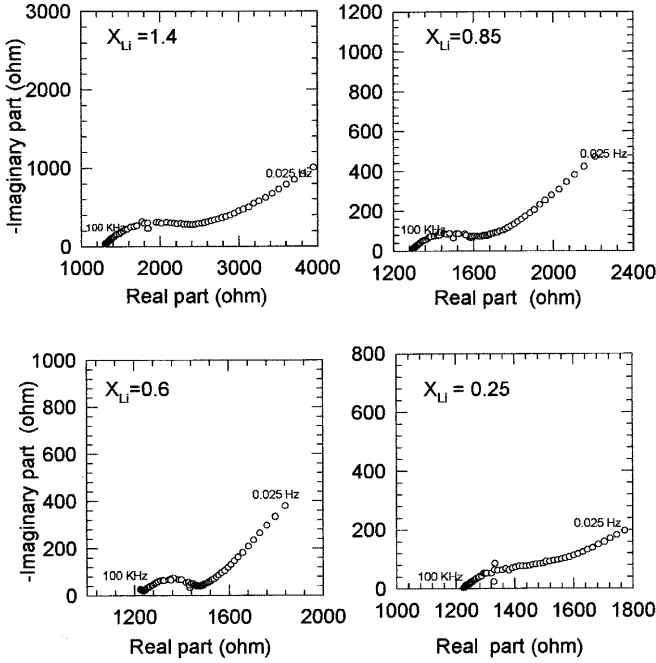 X_Li =1.4
-Imaginary part (ohm)
3000
2000
1000
0
100 KHz
0.025 Hz
1000 2000 3000 4000
Real part (ohm)
X_Li=0.85
1200
1000
800
600
400
200
0
100 KHz
0.025 Hz
1200 1600 2000 2400
Real part (ohm)
X_Li=0.6
-Imaginary part (ohm)
1000
800
600
400
200
0
100 KHz
0.025 Hz
1200 1600 2000
Real part (ohm)
X_Li = 0.25
800
600
400
200
0
100 KHz
0.025 Hz
1000 1200 1400 1600 1800
Real part (ohm)